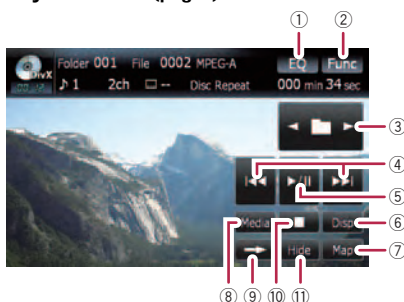 ① ②
DivX Folder 001 File 0002 MPEG-A EQ Func
♪ 1 2ch -- Disc Repeat 000 min 34 sec
③
④
⑤
Media Disp ⑥
Hide Map ⑦
⑧ ⑨ ⑩ ⑪